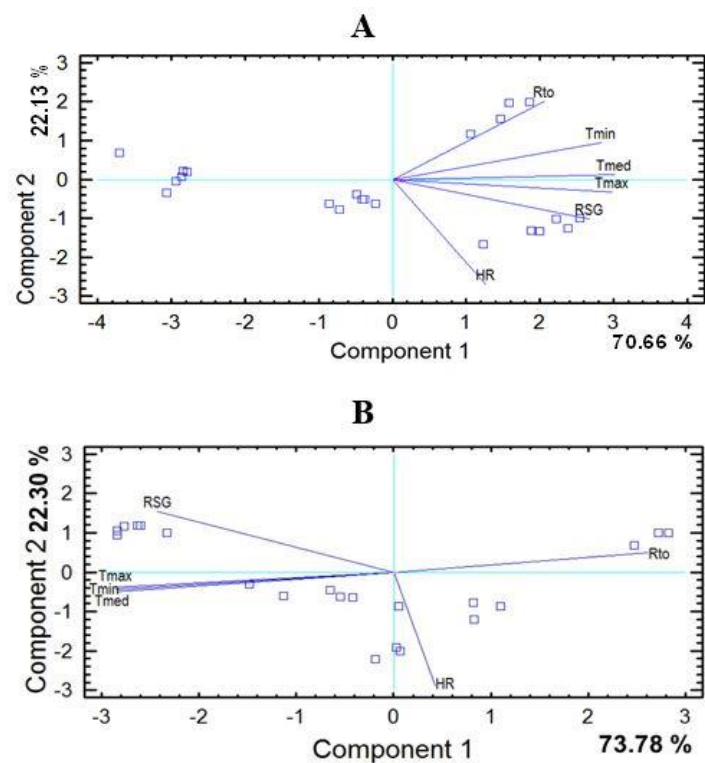 A
22.13 %
Component 2
3
2
1
0
-1
-2
-3
Rto
Tmin
Tmed
Tmax
RSG
HR
-4 -3 -2 -1 0 1 2 3 4
Component 1
70.66 %
B
Component 2 22.30 %
3
2
1
0
-1
-2
-3
RSG
Tmax
Tmin
Tmed
Rto
HR
-3 -2 -1 0 1 2 3
Component 1
73.78 %